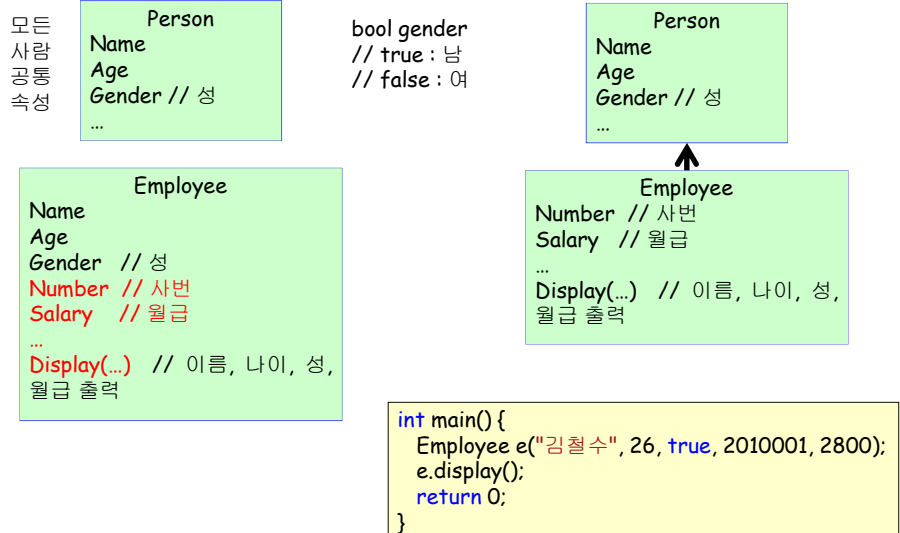 모든
사람
공통
속성
Person
Name
Age
Gender // 성
...
bool gender
// true : 남
// false : 여
Person
Name
Age
Gender // 성
...
Employee
Name
Age
Gender // 성
Number // 사번
Salary // 월급
...
Display(...) // 이름, 나이, 성,
월급 출력
Employee
Number // 사번
Salary // 월급
...
Display(...) // 이름, 나이, 성,
월급 출력
int main() {
Employee e("김철수", 26, true, 2010001, 2800);
e.display();
return 0;
}